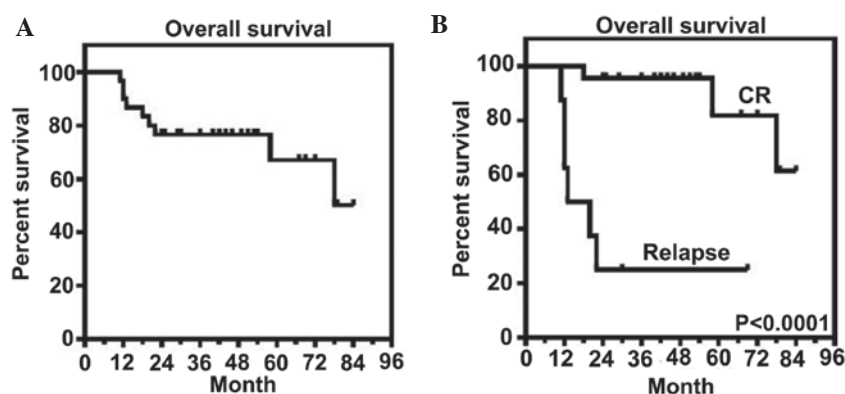 A
Overall survival
Percent survival
100
80
60
40
20
0
0 12 24 36 48 60 72 84 96
Month
B
Overall survival
Percent survival
100
80
60
40
20
0
CR
Relapse
P<0.0001
0 12 24 36 48 60 72 84 96
Month